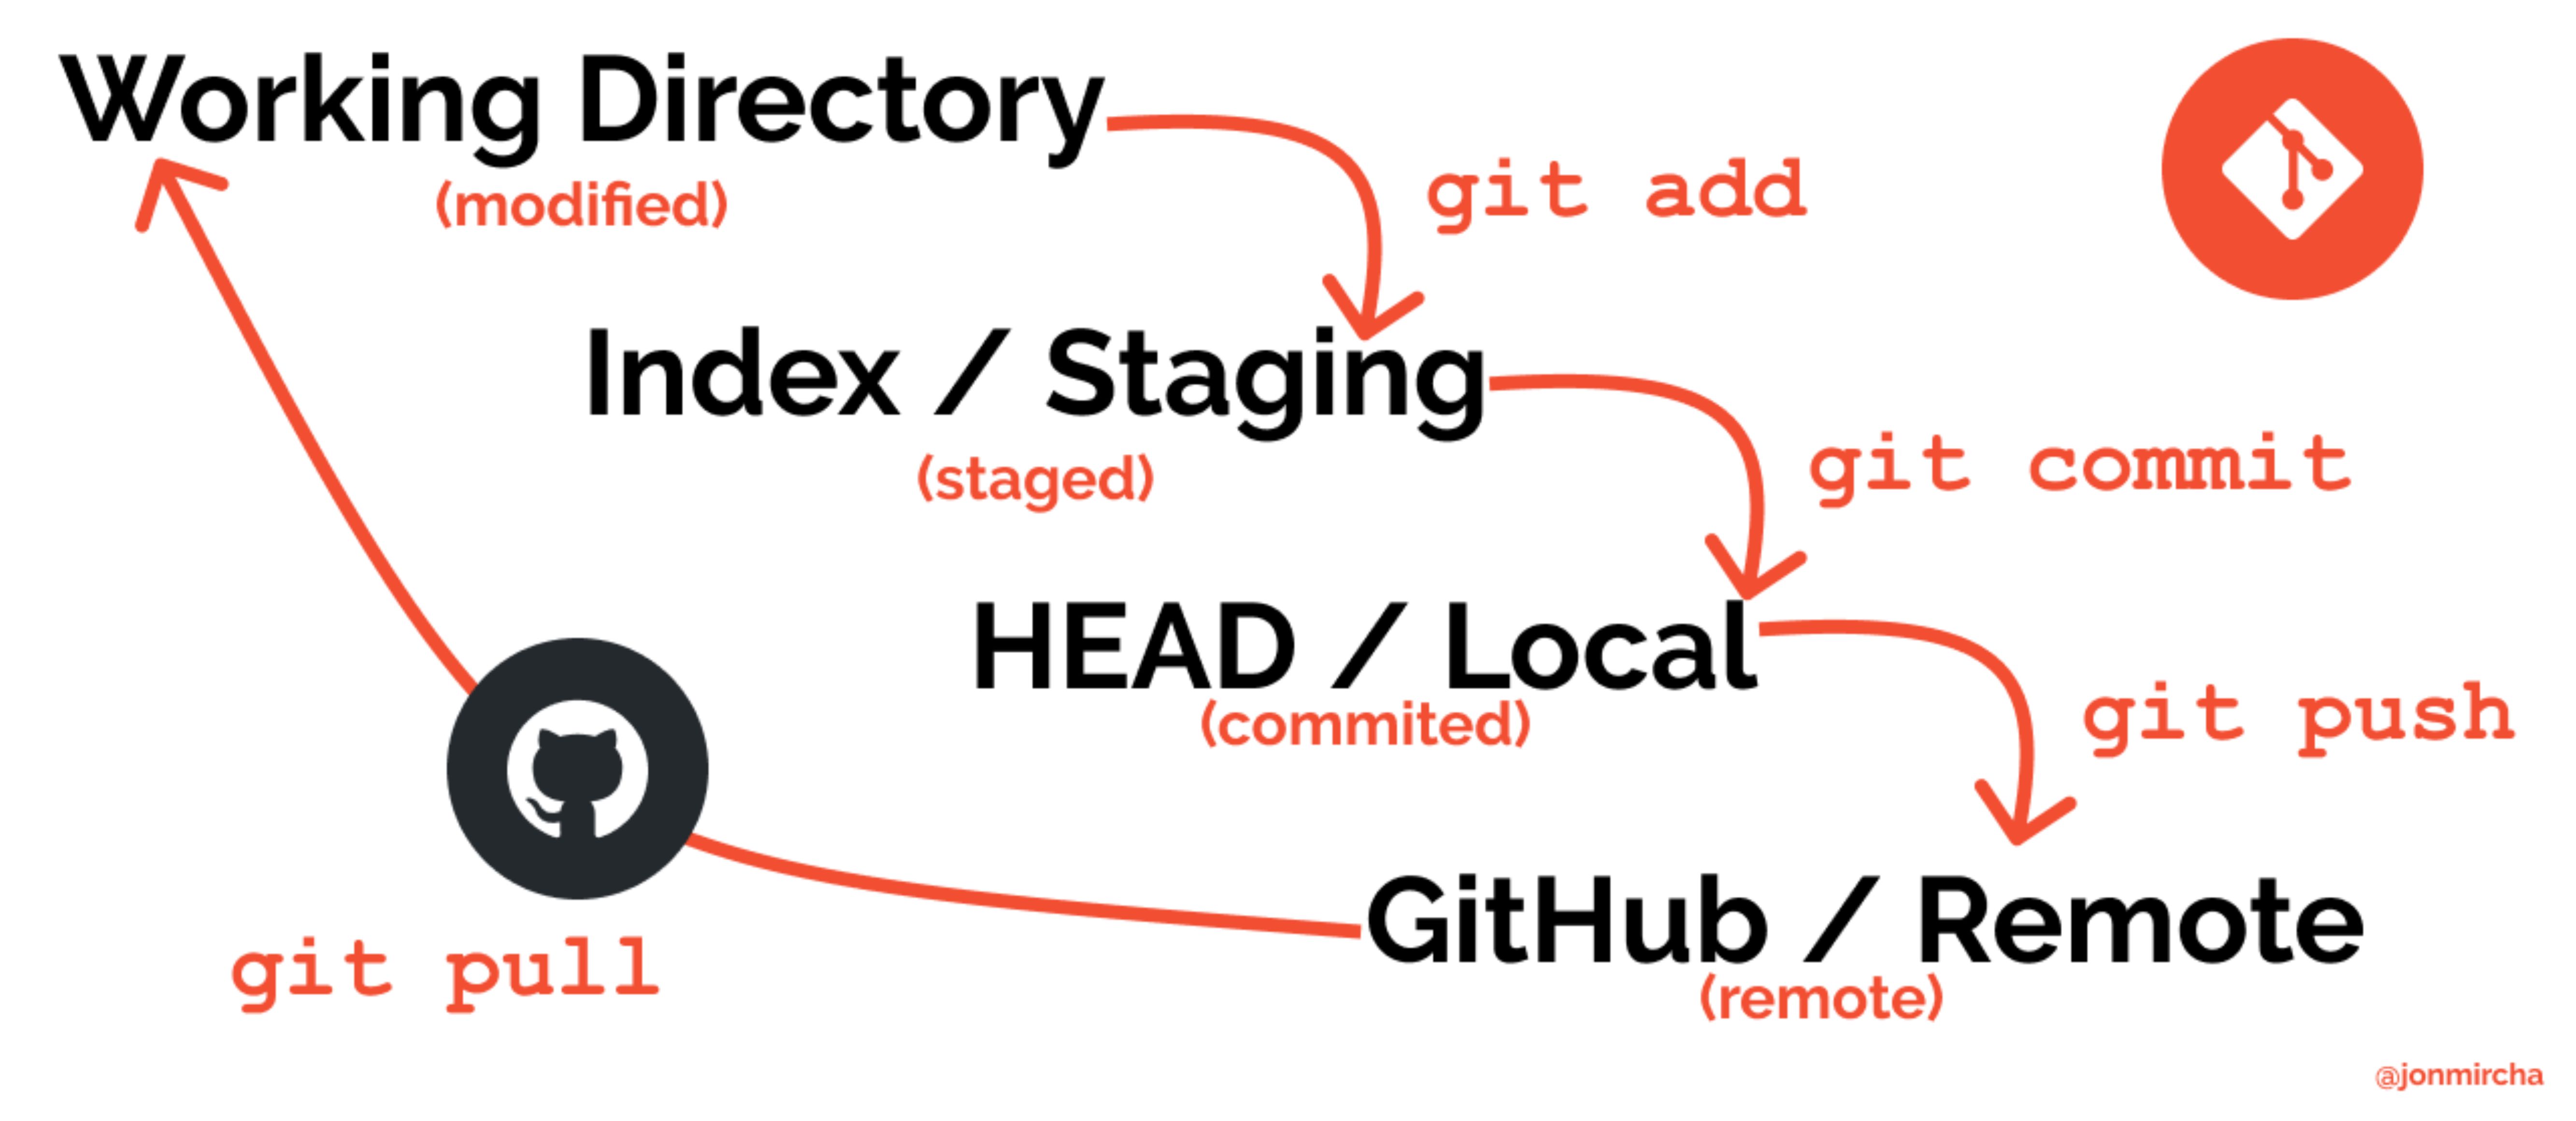 Working Directory
(modified)
git add
Index / Staging
(staged)
git commit
HEAD / Local
(commited)
git push
GitHub / Remote
(remote)
git pull
@jonmircha